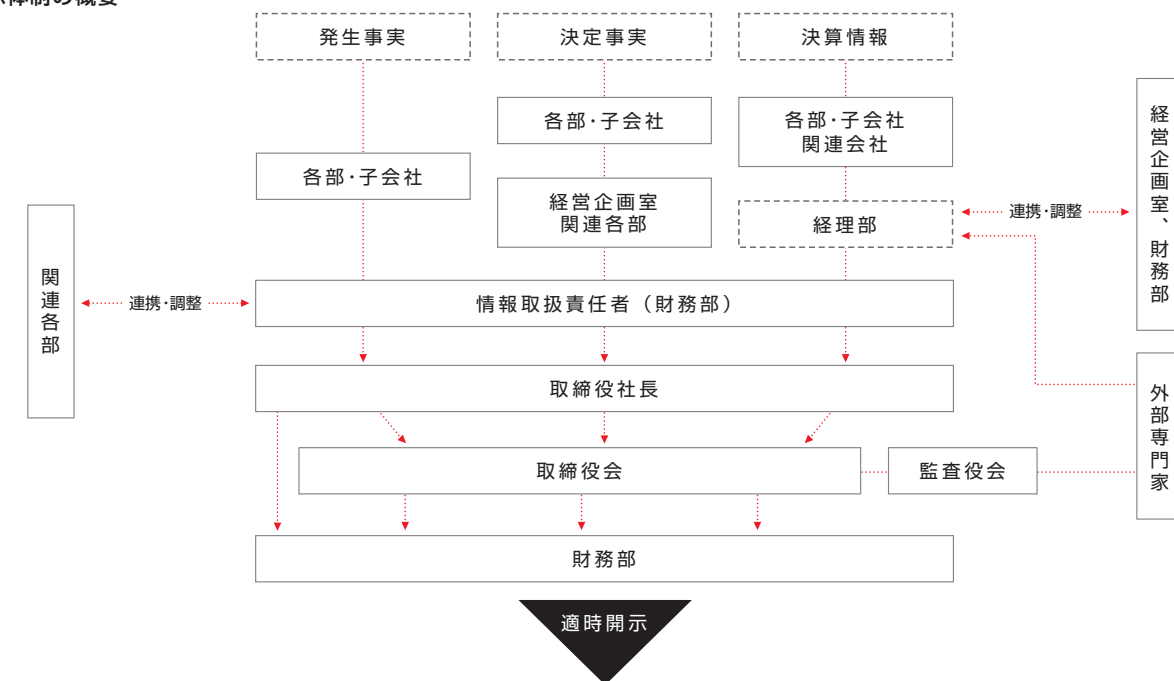 体制の概要
発生事実
決定事実
決算情報
各部・子会社
各部・子会社
関連会社
各部・子会社
経営企画室
関連各部
経理部
連携・調整
経営企画室、財務部
関連各部
連携・調整
情報取扱責任者（財務部）
取締役社長
外部専門家
取締役会
監査役会
財務部
適時開示